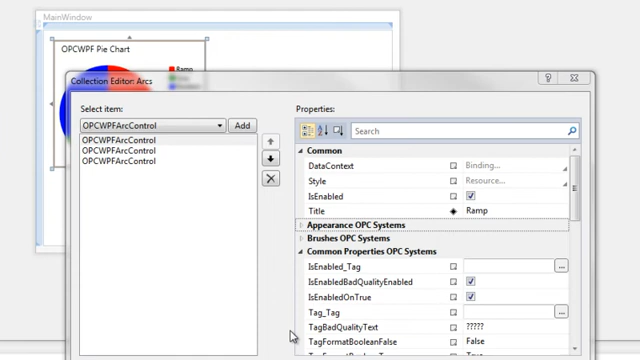 MainWindow
OPCWPF Pie Chart
Ramp
Collection Editor: Arcs
Select item:
Properties:
OPCWPFArcControl
Add
Search
OPCWPFArcControl
OPCWPFArcControl
OPCWPFArcControl
Common
DataContext
Binding...
Style
Resource...
IsEnabled
Title
Ramp
Appearance OPC Systems
Brushes OPC Systems
Common Properties OPC Systems
IsEnabled_Tag
...
IsEnabledBadQualityEnabled
IsEnabledOnTrue
Tag_Tag
...
TagBadQualityText
?????
TagFormatBooleanFalse
False